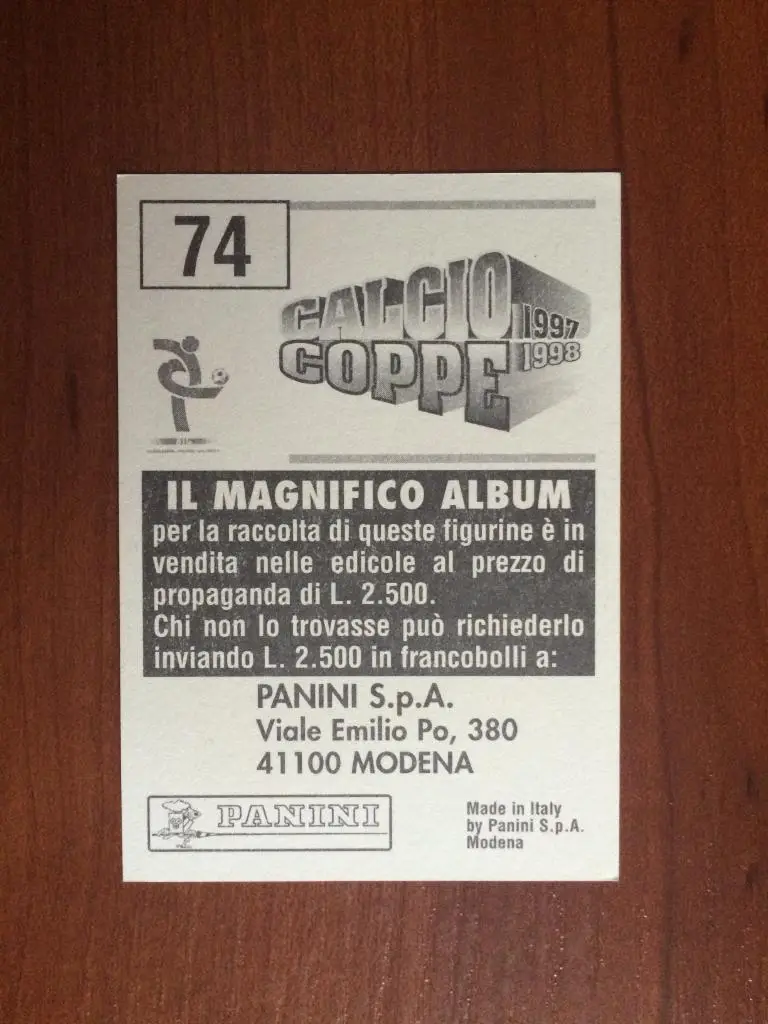 74
CALCIO 1997
COPPE 1998
IL MAGNIFICO ALBUM
per la raccolta di queste figurine è in
vendita nelle edicole al prezzo di
propaganda di L. 2.500.
Chi non lo trovasse può richiederlo
inviando L. 2.500 in francobolli a:
PANINI S.p.A.
Viale Emilio Po, 380
41100 MODENA
PANINI
Made in Italy
by Panini S.p.A.
Modena